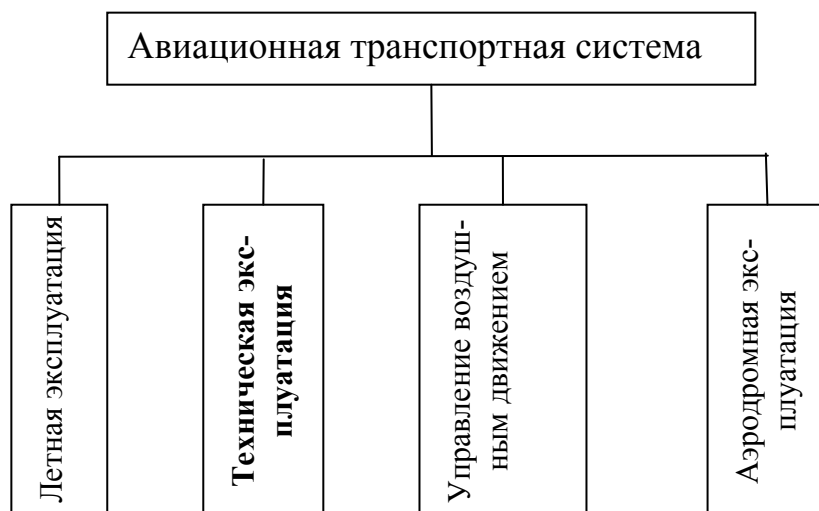 Авиационная транспортная система
Летная эксплуатация
Техническая экс-
плуатация
Управление воздуш-
ным движением
Аэродромная экс-
плуатация